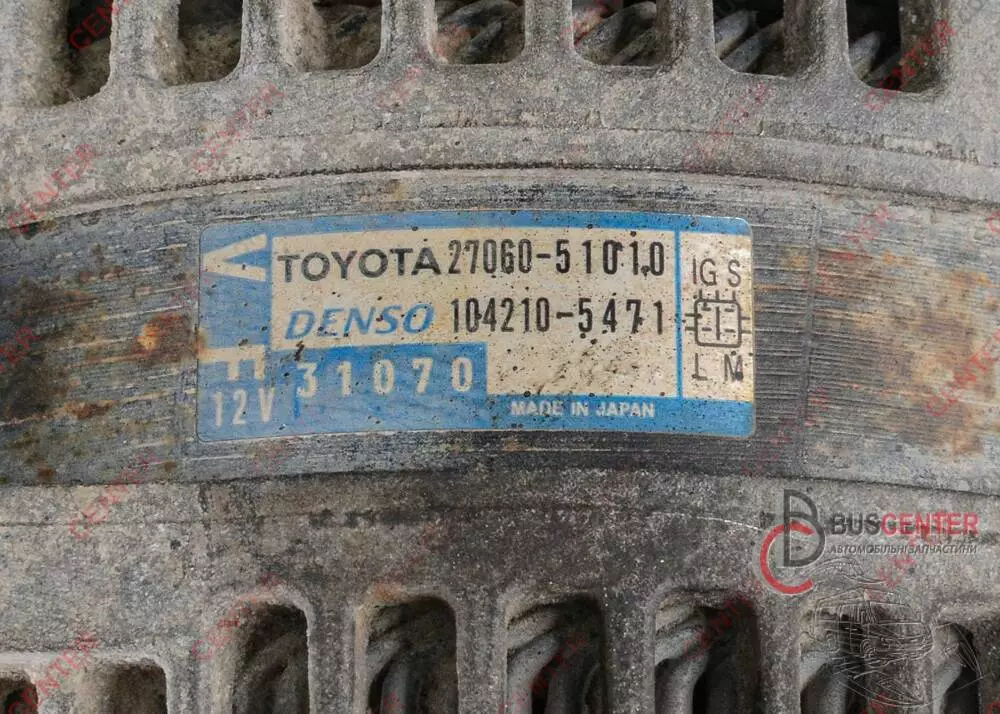 V
TOYOTA 27060-51010
IG S
DENSO 104210-5471
F
31070
L M
12V
MADE IN JAPAN
BUSCENTER
АВТОМОБІЛЬНІ ЗАПЧАСТИНИ